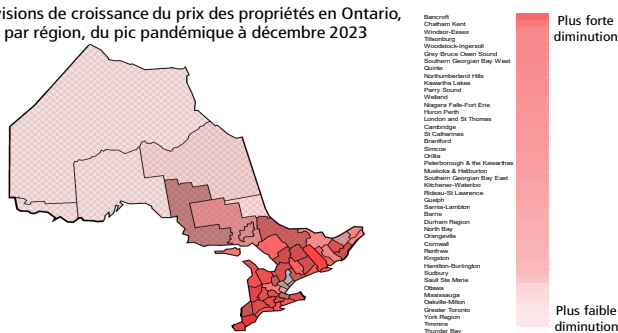 visions de croissance du prix des propriétés en Ontario,
par région, du pic pandémique à décembre 2023
Bancroft
Chatham Kent
Windsor-Essex
Tillsonburg
Woodstock-Ingersoll
Grey Bruce Owen Sound
Southern Georgian Bay West
Quinte
Northumberland Hills
Kawartha Lakes
Parry Sound
Welland
Niagara Falls-Fort Erie
Huron Perth
London and St Thomas
Cambridge
St Catharines
Brantford
Simcoe
Orillia
Peterborough & the Kawarthas
Muskoka & Haliburton
Southern Georgian Bay East
Kitchener-Waterloo
Rideau-St Lawrence
Guelph
Sarnia-Lambton
Barrie
Durham Region
North Bay
Orangeville
Cornwall
Renfrew
Kingston
Hamilton-Burlington
Sudbury
Sault Ste Marie
Ottawa
Mississauga
Oakville-Milton
Greater Toronto
York Region
Timmins
Thunder Bay
Plus forte
diminution
Plus faible
diminution